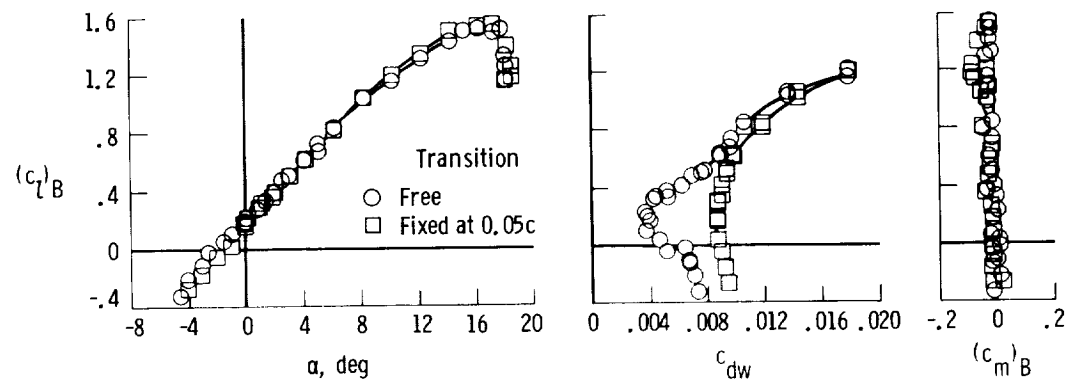 1.6
1.2
.8
.4
0
-.4
(c_l)_B
Transition
Free
Fixed at 0.05c
-8 -4 0 4 8 12 16 20
α, deg
0 .004 .008 .012 .016 .020
c_dw
-.2 0 .2
(c_m)_B